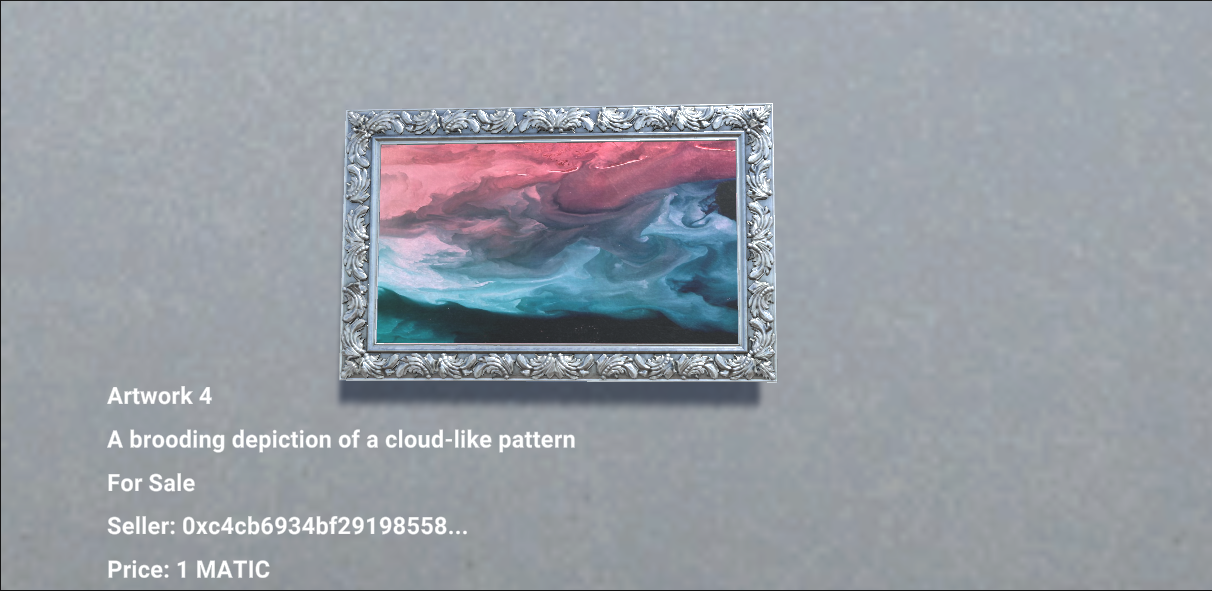 Artwork 4
A brooding depiction of a cloud-like pattern
For Sale
Seller: 0xc4cb6934bf29198558...
Price: 1 MATIC